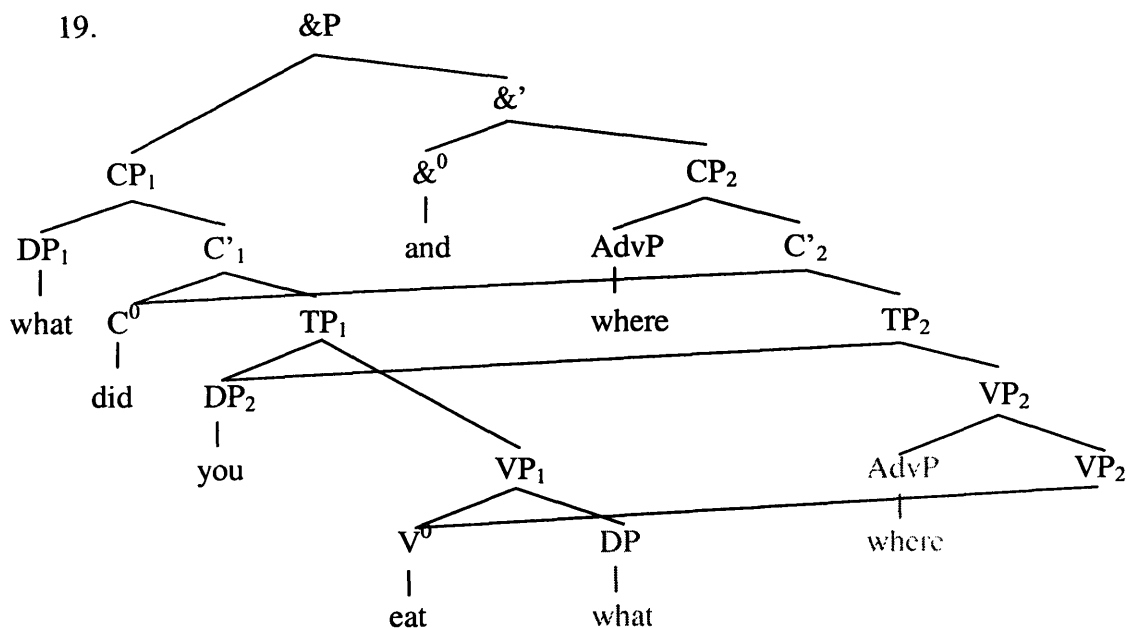 19. &P
&’
CP₁ &⁰ CP₂
DP₁ C’₁ and AdvP C’₂
what C⁰ TP₁ where TP₂
did DP₂ VP₂
you VP₁ AdvP VP₂
V⁰ DP where
eat what